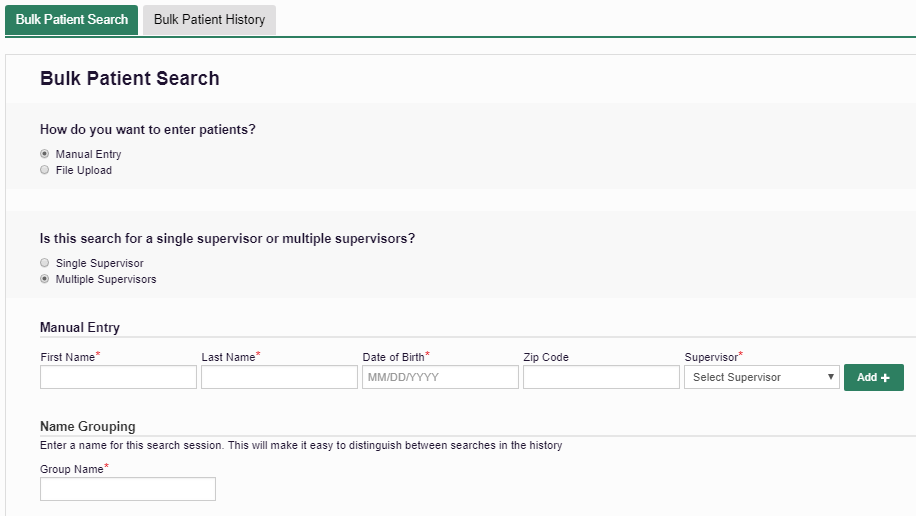 Bulk Patient Search Bulk Patient History
Bulk Patient Search
How do you want to enter patients?
Manual Entry
File Upload
Is this search for a single supervisor or multiple supervisors?
Single Supervisor
Multiple Supervisors
Manual Entry
First Name* Last Name* Date of Birth* Zip Code Supervisor*
MM/DD/YYYY Select Supervisor Add +
Name Grouping
Enter a name for this search session. This will make it easy to distinguish between searches in the history
Group Name*